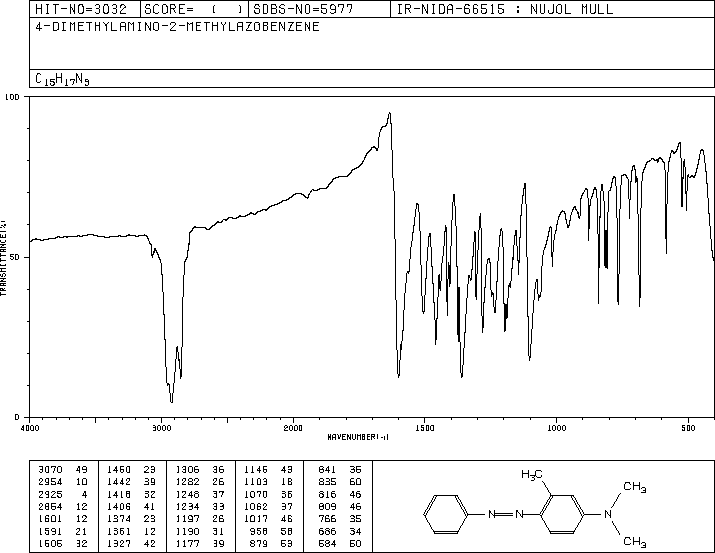 HIT-NO=3032 SCORE= ( ) SDBS-NO=5977 IR-NIDA-66515 : NUJOL MULL
4-DIMETHYLAMINO-2-METHYLAZOBENZENE
C15H17N3
100
50
0
TRANSMITTANCE(%)
4000 3000 2000 1500 1000 500
WAVENUMBER(-1)
3070 49 1460 23 1306 36 1146 43 841 35
2954 10 1442 39 1282 26 1103 18 835 60
2925 4 1418 32 1248 37 1070 36 816 46
2864 12 1406 41 1234 33 1062 37 809 46
1601 12 1374 23 1197 26 1017 46 766 35
1591 21 1361 12 1190 31 958 58 686 34
1505 32 1327 42 1177 39 879 53 584 50
H3C
CH3
N=N
N
CH3